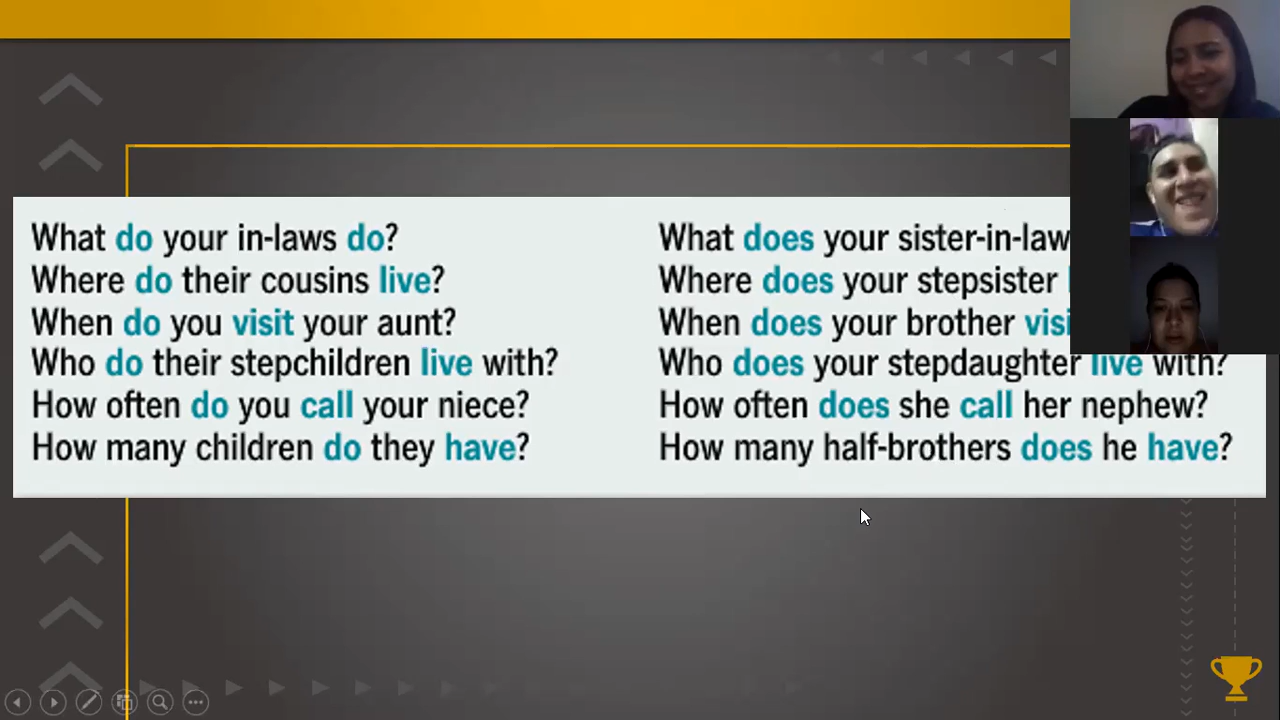 What do your in-laws do?
Where do their cousins live?
When do you visit your aunt?
Who do their stepchildren live with?
How often do you call your niece?
How many children do they have?
What does your sister-in-law
Where does your stepsister
When does your brother
Who does your stepdaughter live with?
How often does she call her nephew?
How many half-brothers does he have?